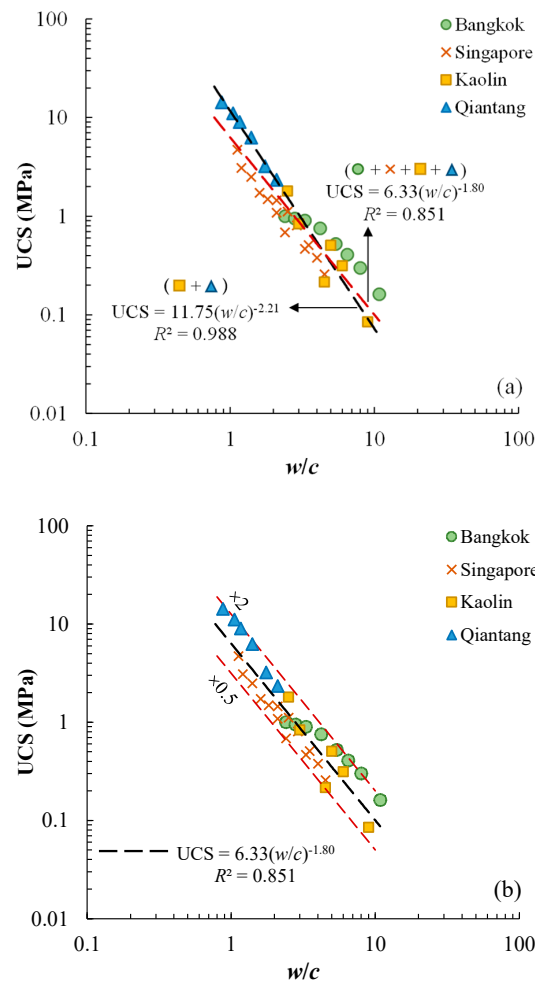 100
10
1
0.1
0.01
0.1
1
10
100
UCS (MPa)
w/c
Bangkok
Singapore
Kaolin
Qiantang
( + × + + )
UCS = 6.33(w/c)-1.80
R² = 0.851
( + )
UCS = 11.75(w/c)-2.21
R² = 0.988
(a)
100
10
1
0.1
0.01
0.1
1
10
100
UCS (MPa)
w/c
Bangkok
Singapore
Kaolin
Qiantang
×2
×0.5
UCS = 6.33(w/c)-1.80
R² = 0.851
(b)